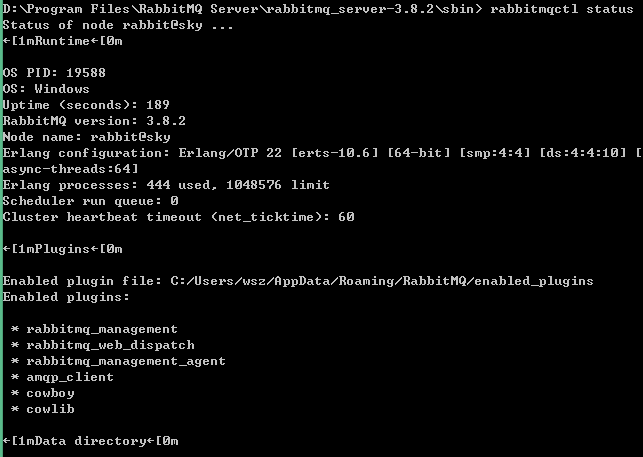 D:\Program Files\RabbitMQ Server\rabbitmq_server-3.8.2\sbin> rabbitmqctl status
Status of node rabbit@sky ...
←[1mRuntime←[0m
OS PID: 19588
OS: Windows
Uptime (seconds): 189
RabbitMQ version: 3.8.2
Node name: rabbit@sky
Erlang configuration: Erlang/OTP 22 [erts-10.6] [64-bit] [smp:4:4] [ds:4:4:10] [
async-threads:64]
Erlang processes: 444 used, 1048576 limit
Scheduler run queue: 0
Cluster heartbeat timeout (net_ticktime): 60
←[1mPlugins←[0m
Enabled plugin file: C:/Users/wsz/AppData/Roaming/RabbitMQ/enabled_plugins
Enabled plugins:
* rabbitmq_management
* rabbitmq_web_dispatch
* rabbitmq_management_agent
* amqp_client
* cowboy
* cowlib
←[1mData directory←[0m